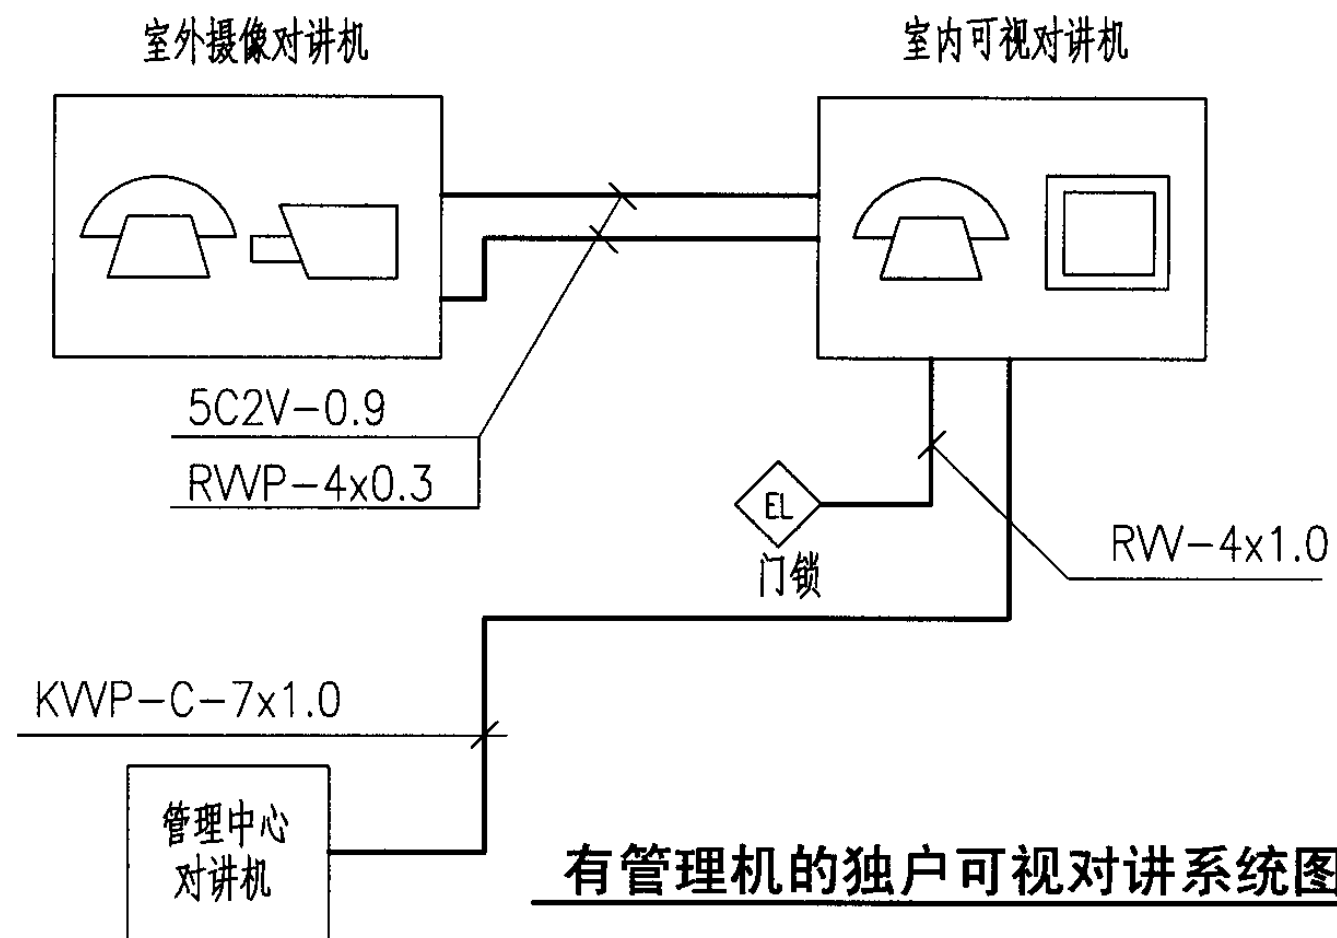 室外摄像对讲机
室内可视对讲机
5C2V-0.9
RVVP-4x0.3
EL
门锁
RVV-4x1.0
KVVP-C-7x1.0
管理中心
对讲机
有管理机的独户可视对讲系统图